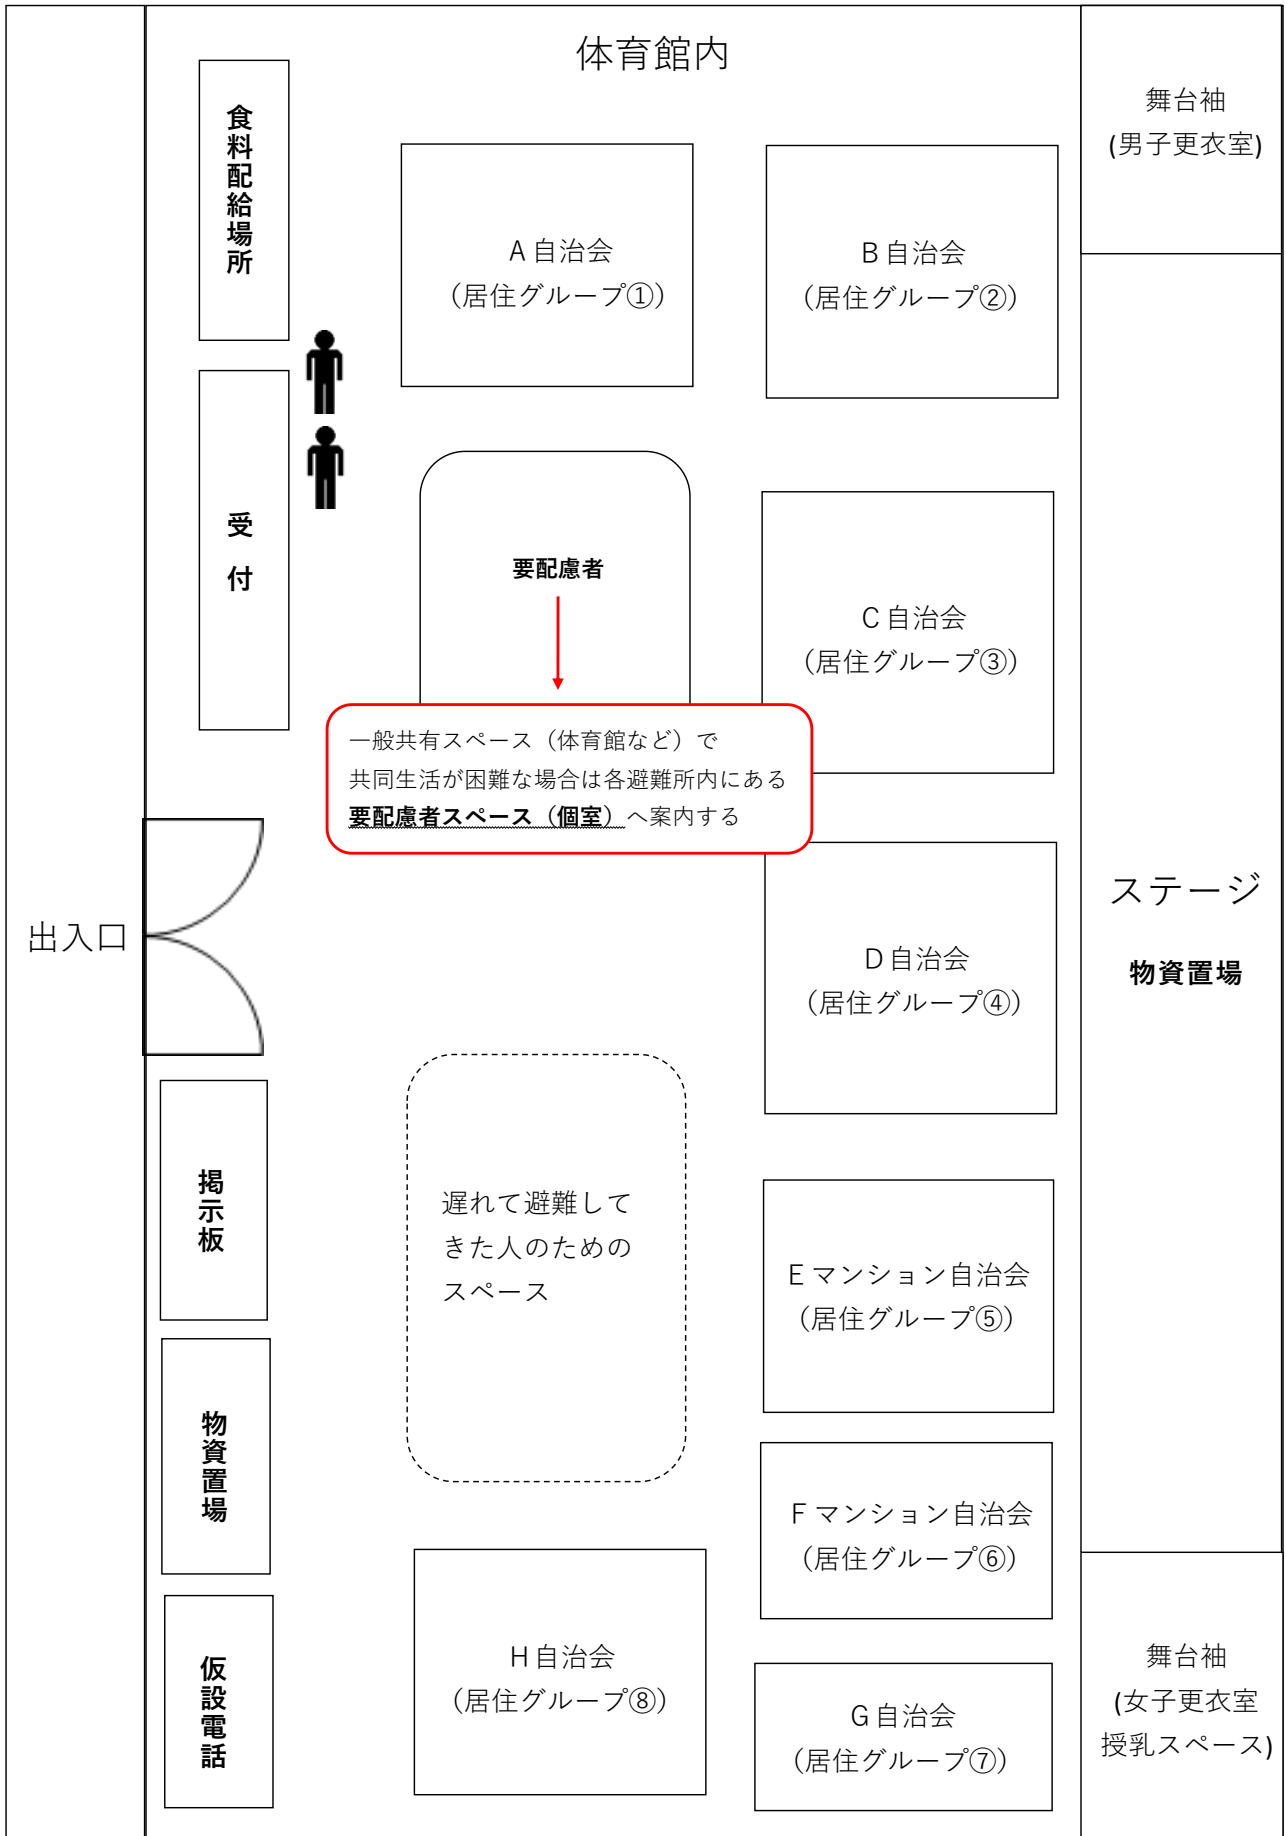 体育館内
舞台袖
(男子更衣室)
食料配給場所
Ａ自治会
（居住グループ①）
Ｂ自治会
（居住グループ②）
受付
要配慮者
Ｃ自治会
（居住グループ③）
一般共有スペース（体育館など）で
共同生活が困難な場合は各避難所内にある
要配慮者スペース（個室）へ案内する
出入口
Ｄ自治会
（居住グループ④）
ステージ
物資置場
掲示板
遅れて避難して
きた人のための
スペース
Ｅマンション自治会
（居住グループ⑤）
物資置場
Ｆマンション自治会
（居住グループ⑥）
仮設電話
Ｈ自治会
（居住グループ⑧）
Ｇ自治会
（居住グループ⑦）
舞台袖
(女子更衣室
授乳スペース)